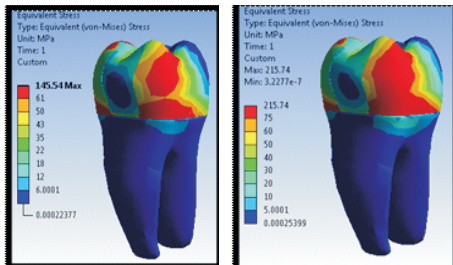 Equivalent Stress
Type: Equivalent (von-Mises) Stress
Unit: MPa
Time: 1
Custom
145.54 Max
61
50
43
35
22
18
12
6.0001
0.00022377
Equivalent Stress
Type: Equivalent (von-Mises) Stress
Unit: MPa
Time: 1
Custom
Max: 215.74
Min: 3.2277e-7
215.74
75
60
50
40
30
20
10
5.0001
0.00025399